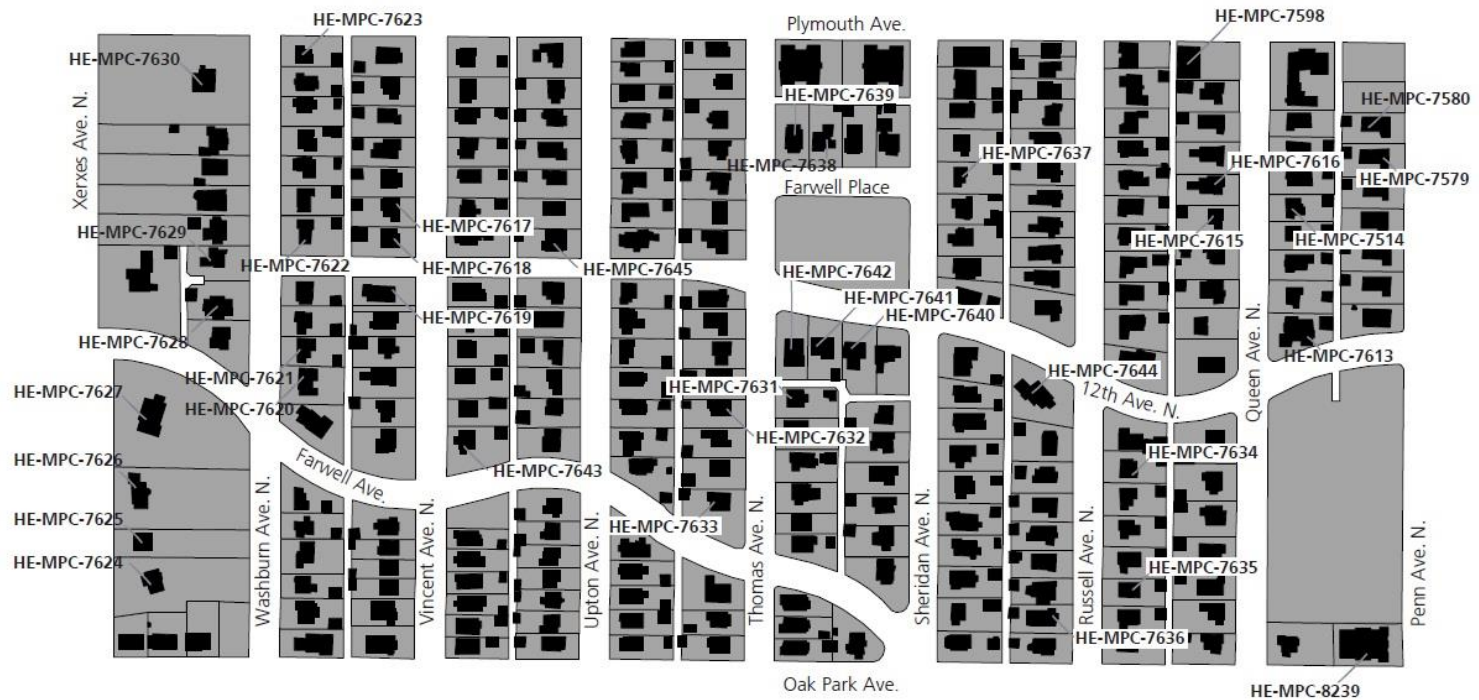 Plymouth Ave.
HE-MPC-7598
HE-MPC-7623
HE-MPC-7630
HE-MPC-7639
HE-MPC-7580
Xerxes Ave. N.
HE-MPC-7638
HE-MPC-7637
HE-MPC-7616
HE-MPC-7579
Farwell Place
HE-MPC-7617
HE-MPC-7629
HE-MPC-7622
HE-MPC-7618
HE-MPC-7645
HE-MPC-7615
HE-MPC-7514
HE-MPC-7642
HE-MPC-7641
HE-MPC-7640
HE-MPC-7619
HE-MPC-7628
HE-MPC-7613
HE-MPC-7621
HE-MPC-7644
HE-MPC-7627
HE-MPC-7620
HE-MPC-7631
12th Ave. N.
Queen Ave. N.
HE-MPC-7632
HE-MPC-7634
HE-MPC-7626
Farwell Ave.
HE-MPC-7643
HE-MPC-7625
HE-MPC-7633
HE-MPC-7624
HE-MPC-7635
Washburn Ave. N.
Vincent Ave. N.
Upton Ave. N.
Thomas Ave. N.
Sheridan Ave. N.
Russell Ave. N.
Penn Ave. N.
HE-MPC-7636
Oak Park Ave.
HE-MPC-8239